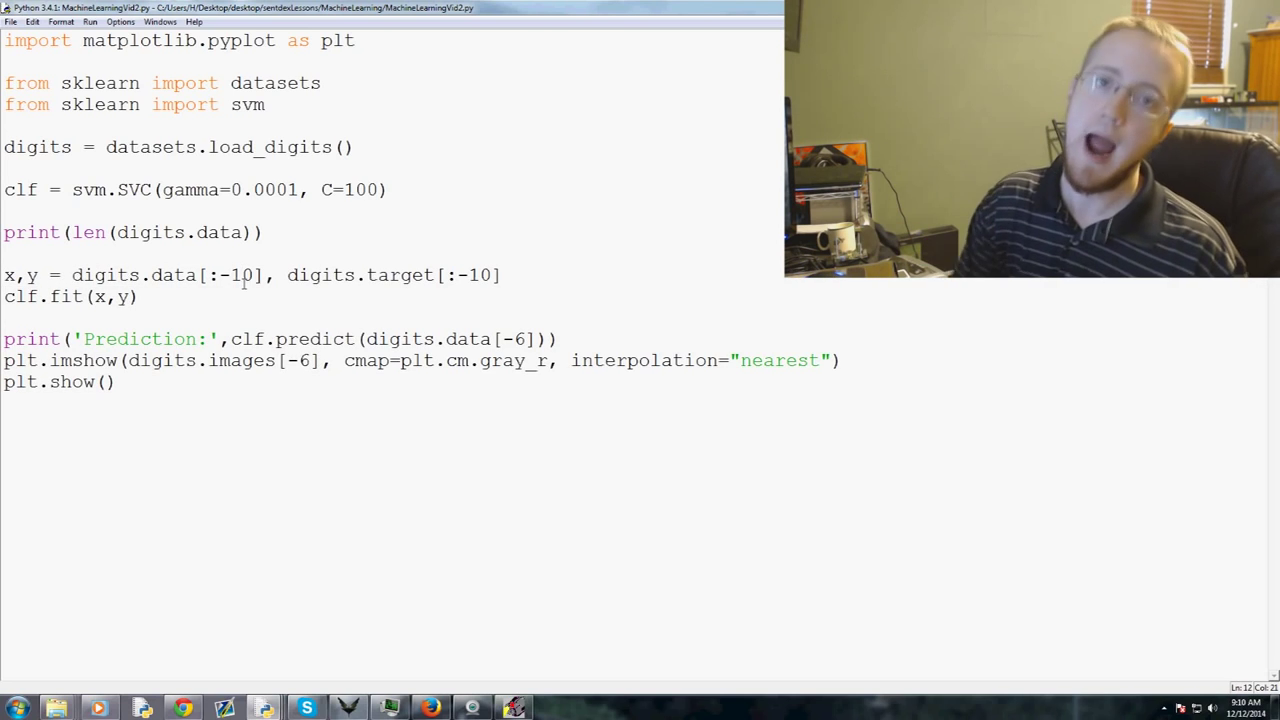 Python 3.4.1: MachineLearningVid2.py - C:/Users/H/Desktop/desktop/sentdexLessons/MachineLearning/MachineLearningVid2.py
File Edit Format Run Options Windows Help
import matplotlib.pyplot as plt
from sklearn import datasets
from sklearn import svm
digits = datasets.load_digits()
clf = svm.SVC(gamma=0.0001, C=100)
print(len(digits.data))
x,y = digits.data[:-10], digits.target[:-10]
clf.fit(x,y)
print('Prediction:',clf.predict(digits.data[-6]))
plt.imshow(digits.images[-6], cmap=plt.cm.gray_r, interpolation="nearest")
plt.show()
Ln: 12 Col: 21
9:10 AM
12/12/2014